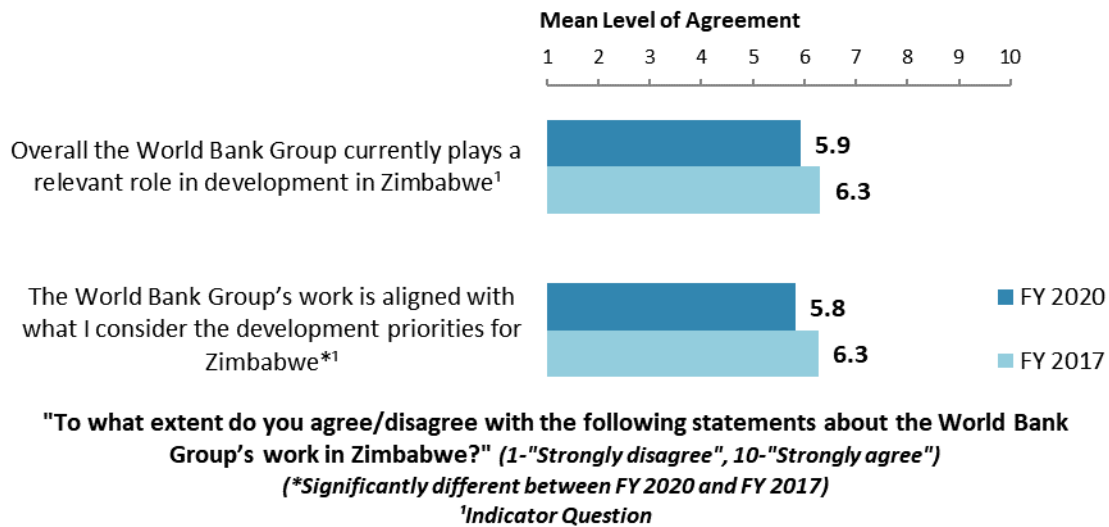 Mean Level of Agreement
1 2 3 4 5 6 7 8 9 10
Overall the World Bank Group currently plays a
relevant role in development in Zimbabwe¹
5.9
6.3
The World Bank Group’s work is aligned with
what I consider the development priorities for
Zimbabwe*¹
5.8
6.3
FY 2020
FY 2017
"To what extent do you agree/disagree with the following statements about the World Bank
Group’s work in Zimbabwe?" (1-"Strongly disagree", 10-"Strongly agree")
(*Significantly different between FY 2020 and FY 2017)
¹Indicator Question